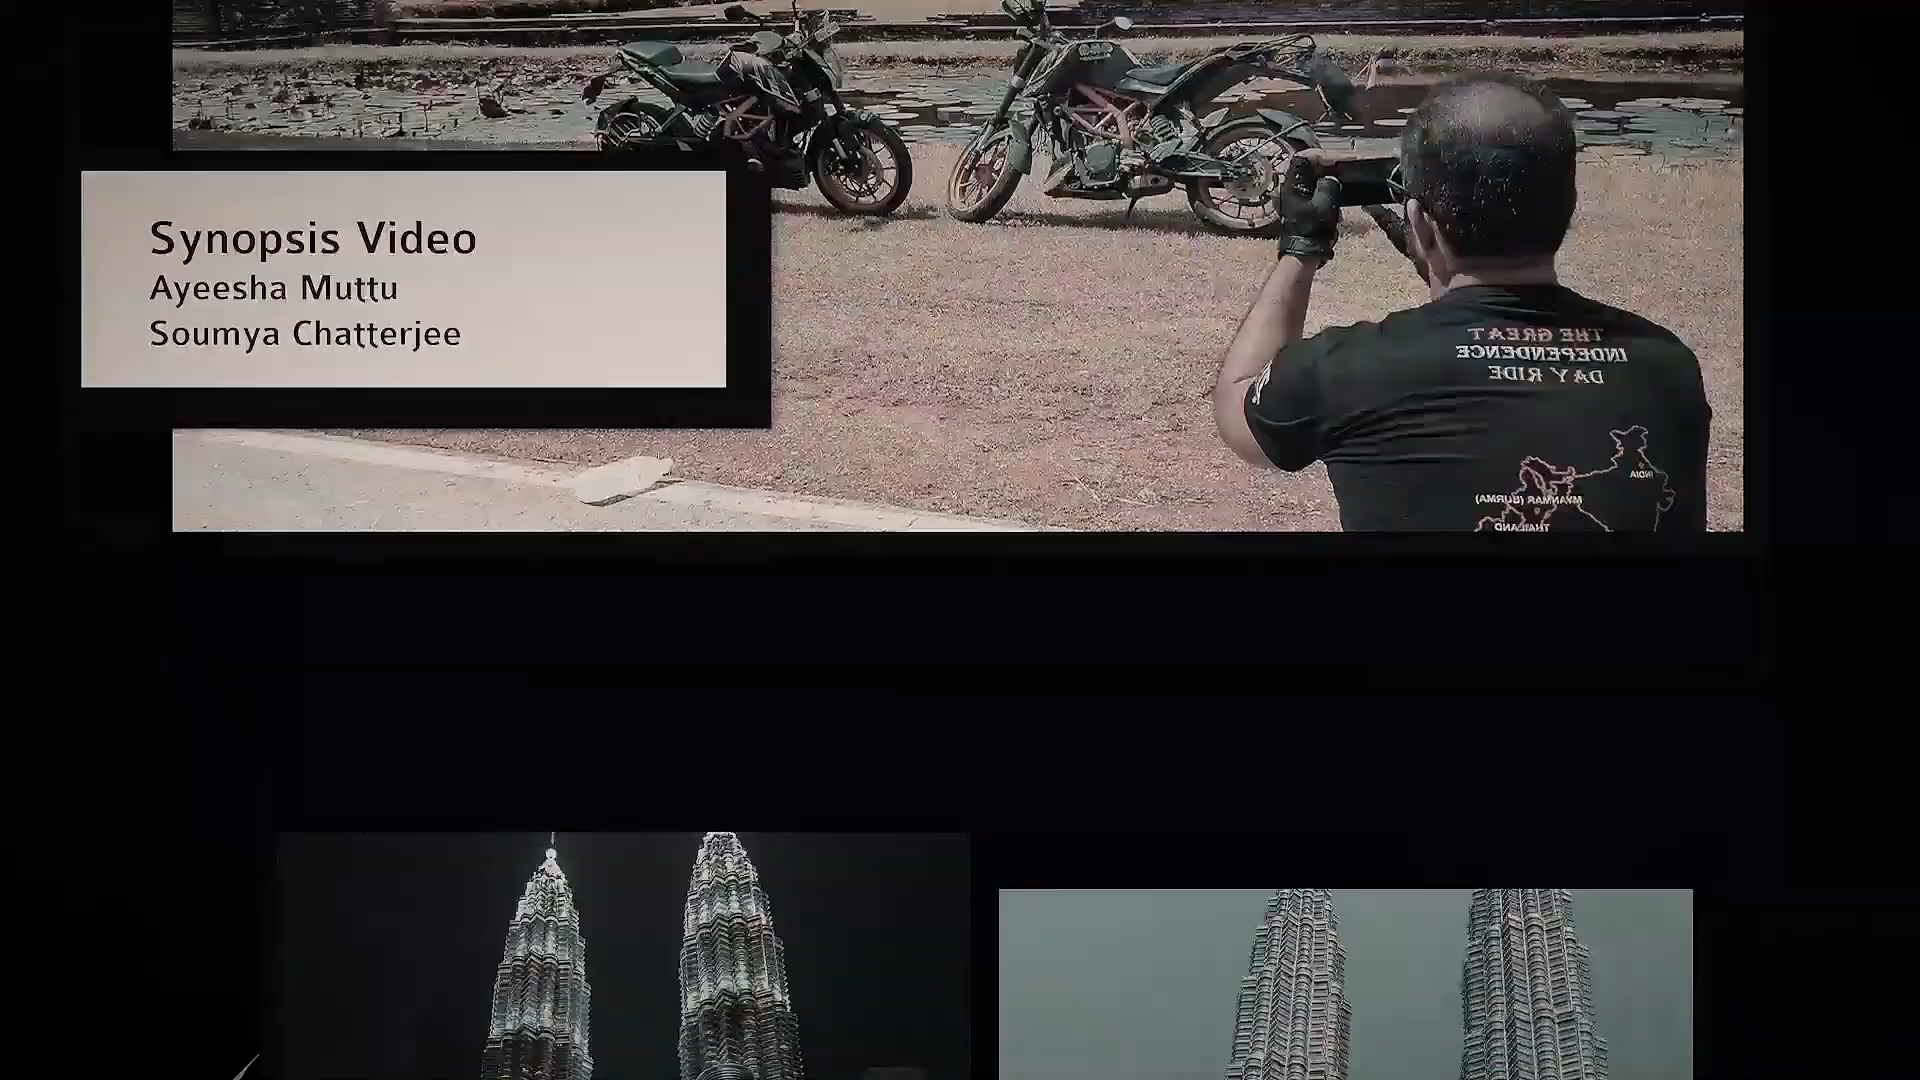 Synopsis Video
Ayeesha Muttu
Soumya Chatterjee
THE GREAT
INDEPENDENCE
DAY RIDE
INDIA
MYANMAR (BURMA)
THAILAND